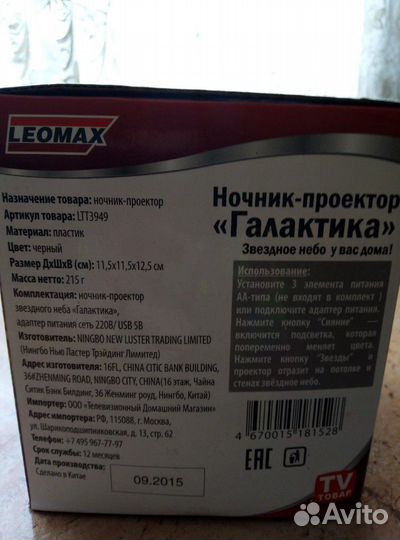 LEOMAX
Назначение товара: ночник-проектор
Артикул товара: LTT3949
Материал: пластик
Цвет: черный
Размер ДхШхВ (см): 11,5х11,5х12,5 см
Масса нетто: 215 г
Комплектация: ночник-проектор
звездного неба «Галактика»,
адаптер питания сеть 220В/ USB 5В
Изготовитель: NINGBO NEW LUSTER TRADING LIMITED
(Нингбо Нью Ластер Трэйдинг Лимитед)
Адрес изготовителя: 16FL, CHINA CITIC BANK BUILDING,
36#ZHENMING ROAD, NINGBO CITY, CHINA(16 этаж, Чайна
Ситик Бэнк Билдинг, 36 Женминг роуд, Нингбо, Китай)
Импортер: ООО «Телевизионный Домашний Магазин»
Адрес импортера: РФ, 115088, г. Москва,
ул. Шарикоподшипниковская, д. 13, стр. 62
Телефон: +7 495 967-77-97
Срок службы: 12 месяцев
Дата производства:
Сделано в Китае
09.2015
Ночник-проектор
«Галактика»
Звездное небо у вас дома!
Использование:
Установите 3 элемента питания
АА-типа (не входят в комплект )
или подключите адаптер питания.
Нажмите кнопку "Сияние" —
включится подсветка, которая
попеременно меняет цвета.
Нажмите кнопку "Звезды" и
проектор отразит на потолке и
стенах звёздное небо.
4 670015 181528
EAC
TV
ТОВАР
Avito